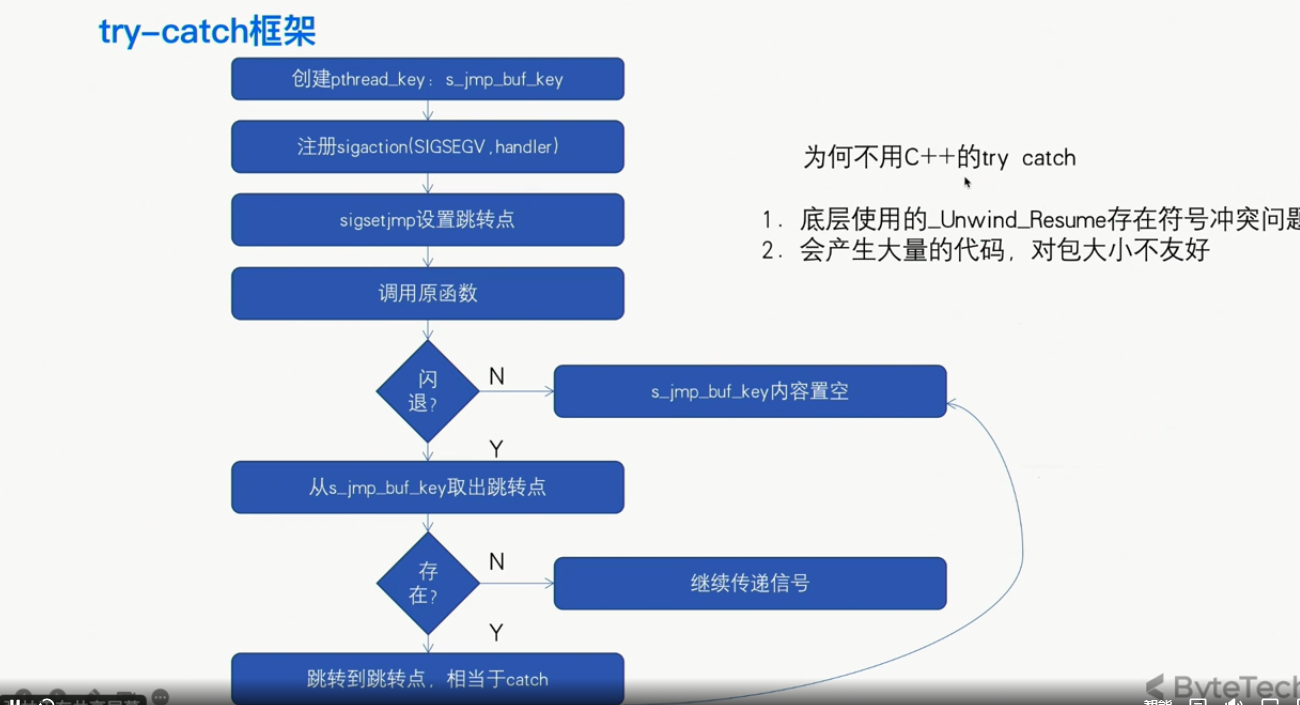 try-catch框架
创建pthread_key：s_jmp_buf_key
注册sigaction(SIGSEGV,handler)
sigsetjmp设置跳转点
调用原函数
闪
退?
N
s_jmp_buf_key内容置空
Y
从s_jmp_buf_key取出跳转点
存
在?
N
继续传递信号
Y
跳转到跳转点，相当于catch
为何不用C++的try catch
1. 底层使用的_Unwind_Resume存在符号冲突问题
2. 会产生大量的代码，对包大小不友好
ByteTech
智能